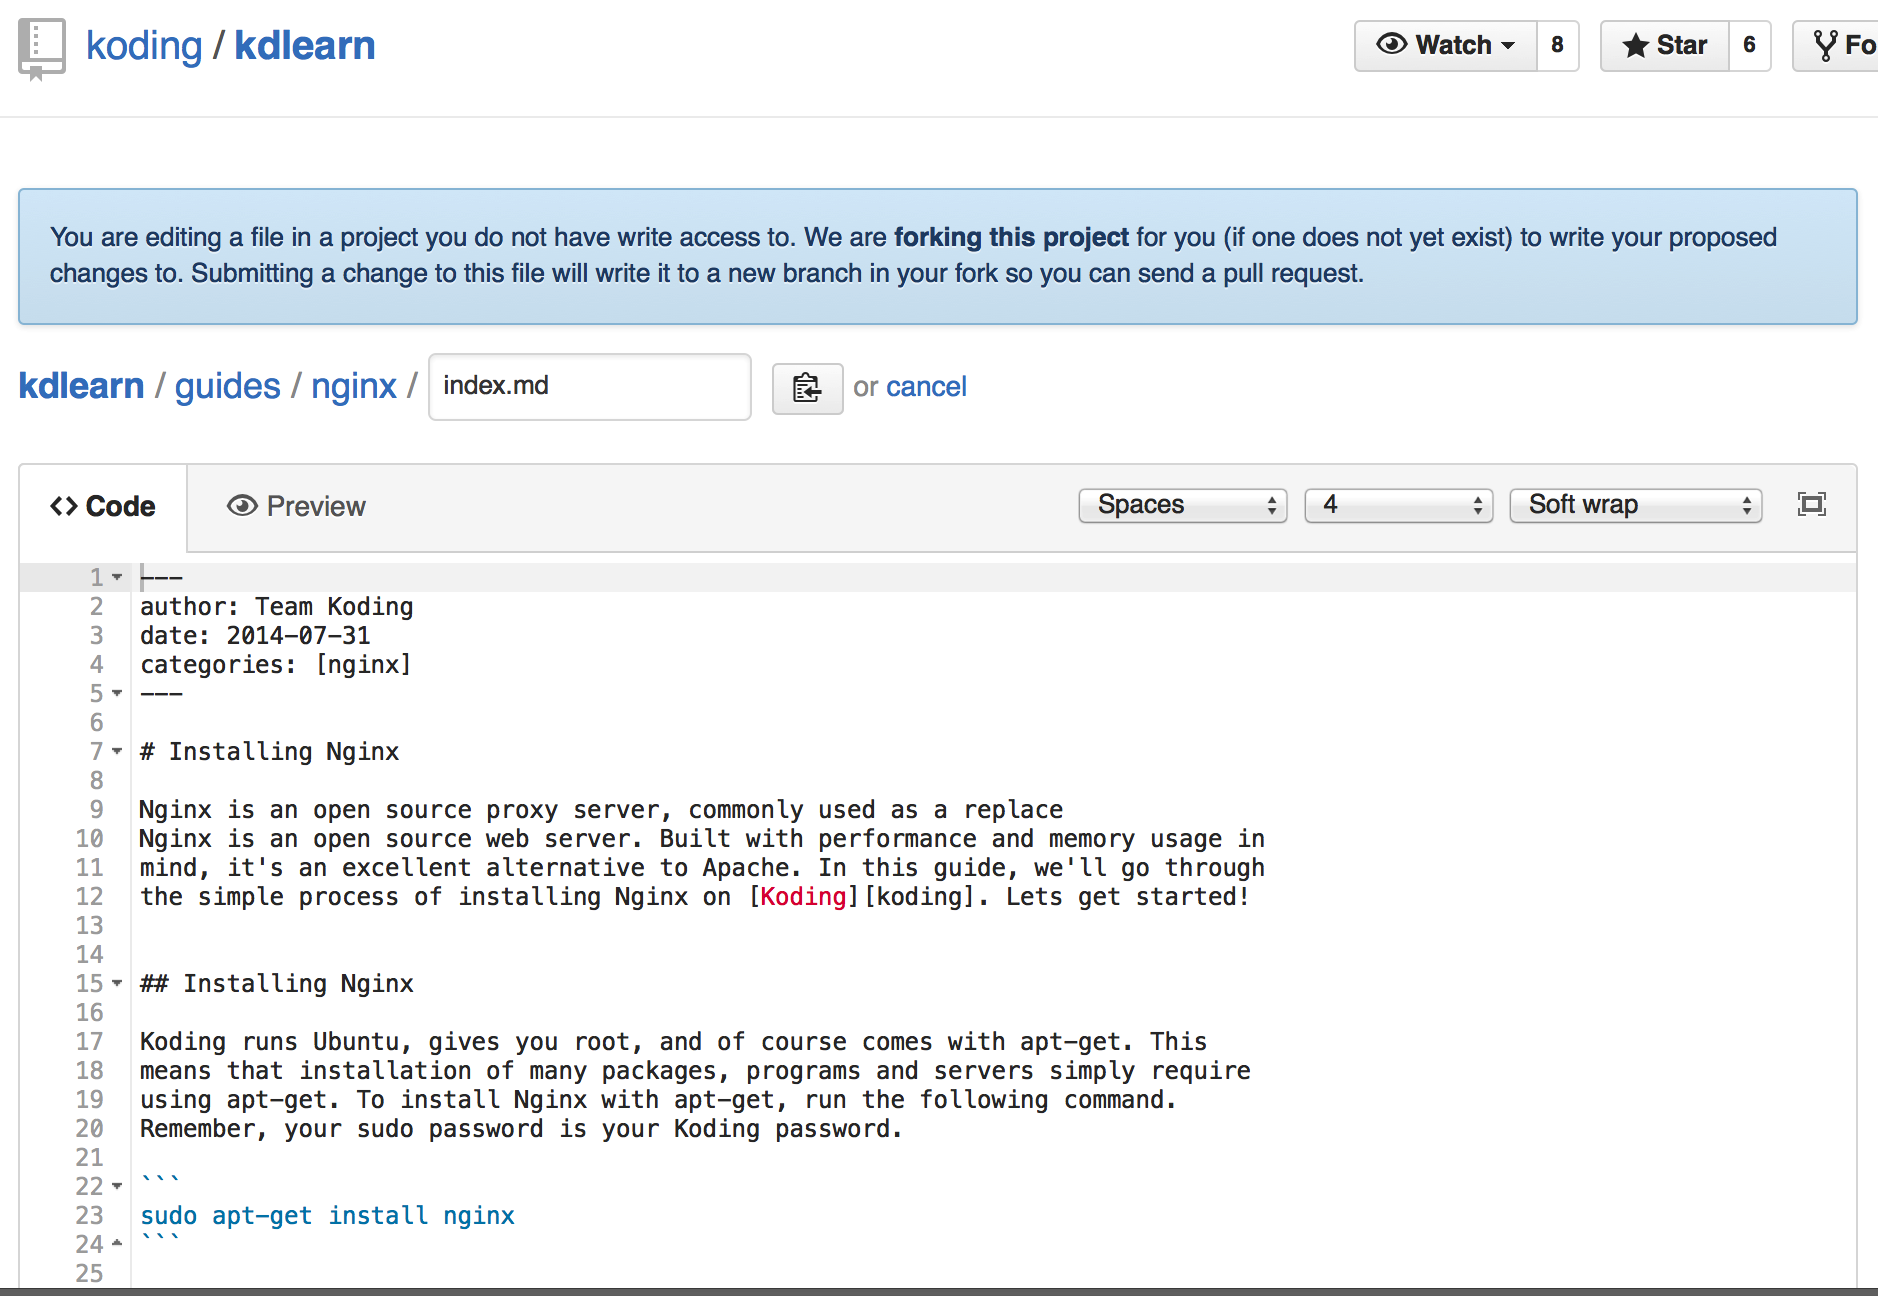 koding / kdlearn
Watch 8 Star 6 Fo
You are editing a file in a project you do not have write access to. We are forking this project for you (if one does not yet exist) to write your proposed
changes to. Submitting a change to this file will write it to a new branch in your fork so you can send a pull request.
kdlearn / guides / nginx / index.md or cancel
Code Preview Spaces 4 Soft wrap
1 ---
2 author: Team Koding
3 date: 2014-07-31
4 categories: [nginx]
5 ---
6
7 # Installing Nginx
8
9 Nginx is an open source proxy server, commonly used as a replace
10 Nginx is an open source web server. Built with performance and memory usage in
11 mind, it's an excellent alternative to Apache. In this guide, we'll go through
12 the simple process of installing Nginx on [Koding][koding]. Lets get started!
13
14
15 ## Installing Nginx
16
17 Koding runs Ubuntu, gives you root, and of course comes with apt-get. This
18 means that installation of many packages, programs and servers simply require
19 using apt-get. To install Nginx with apt-get, run the following command.
20 Remember, your sudo password is your Koding password.
21
22 ```
23 sudo apt-get install nginx
24 ```
25